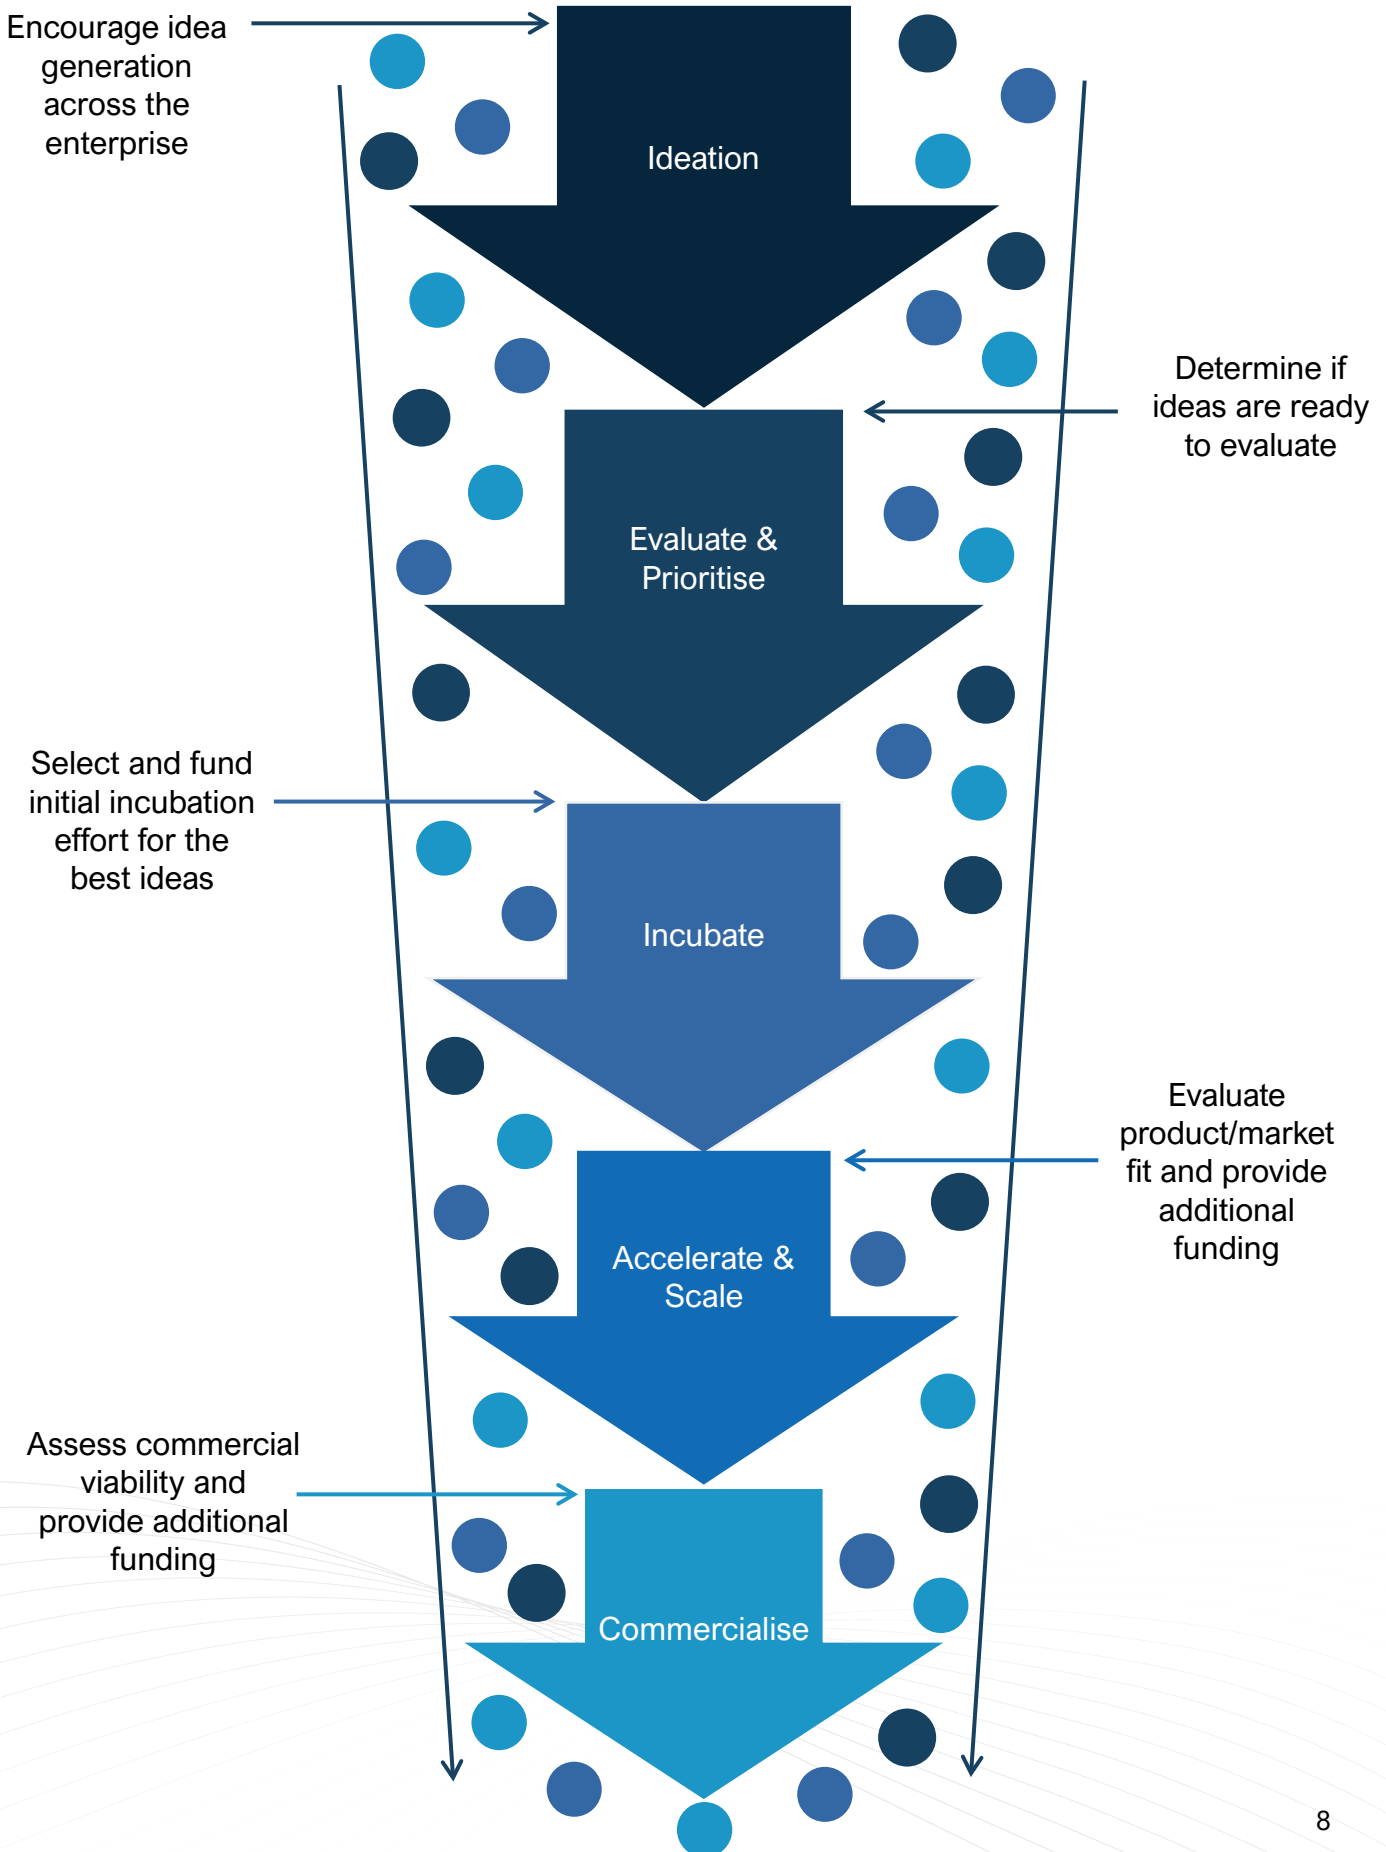 Encourage idea
generation
across the
enterprise
Ideation
Determine if
ideas are ready
to evaluate
Evaluate &
Prioritise
Select and fund
initial incubation
effort for the
best ideas
Incubate
Evaluate
product/market
fit and provide
additional
funding
Accelerate &
Scale
Assess commercial
viability and
provide additional
funding
Commercialise
8